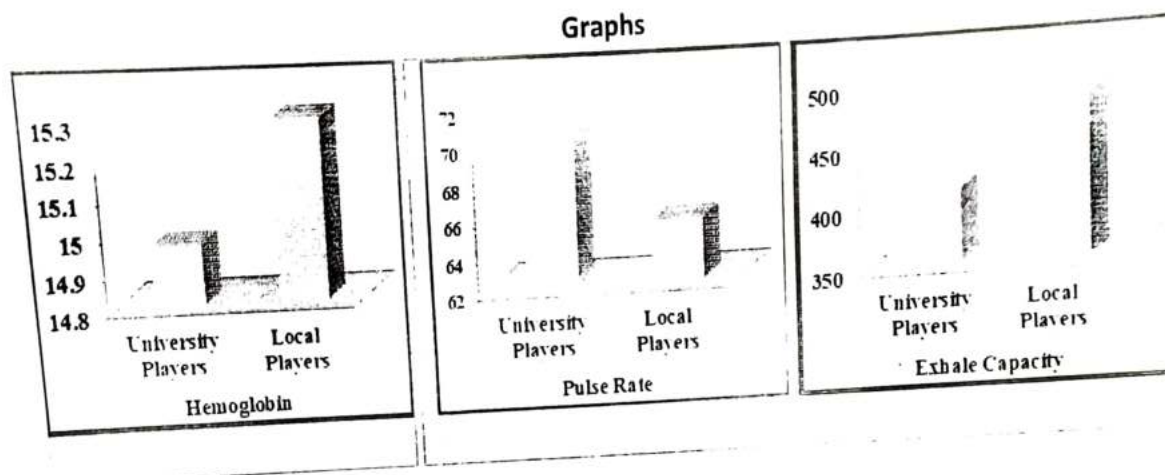 Graphs
15.3
15.2
15.1
15
14.9
14.8
University
Players
Local
Players
Hemoglobin
72
70
68
66
64
62
University
Players
Local
Players
Pulse Rate
500
450
400
350
University
Players
Local
Players
Exhale Capacity